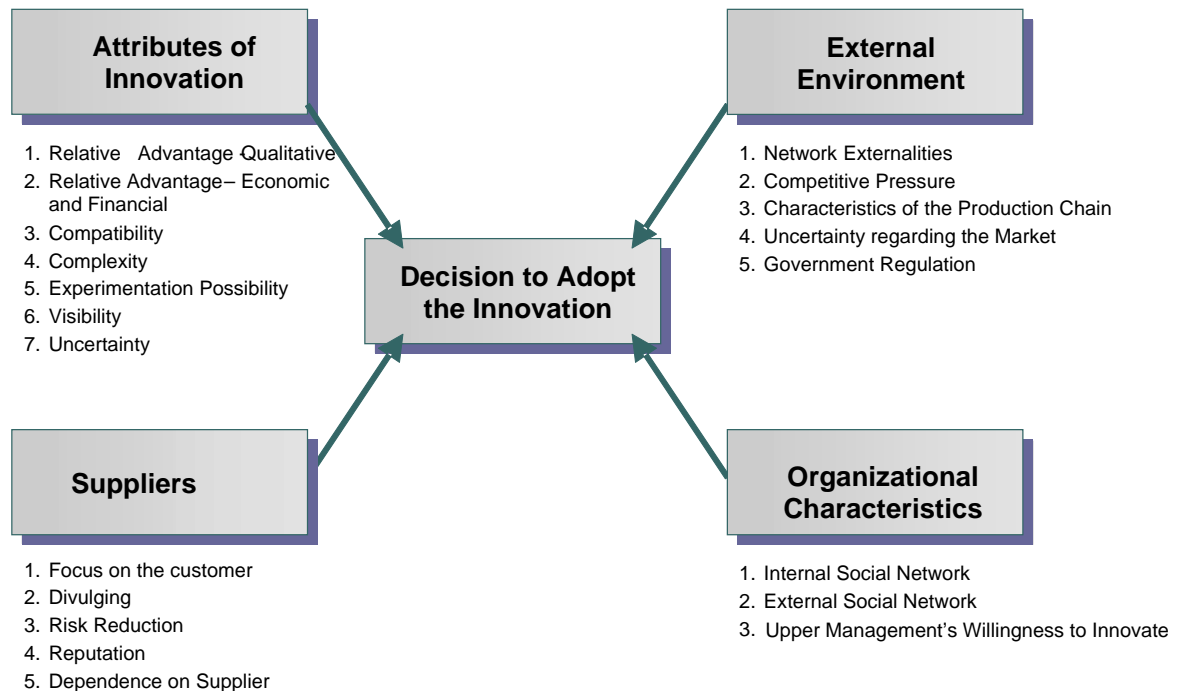 Attributes of
Innovation
1. Relative Advantage -Qualitative
2. Relative Advantage– Economic
and Financial
3. Compatibility
4. Complexity
5. Experimentation Possibility
6. Visibility
7. Uncertainty
External
Environment
1. Network Externalities
2. Competitive Pressure
3. Characteristics of the Production Chain
4. Uncertainty regarding the Market
5. Government Regulation
Decision to Adopt
the Innovation
Suppliers
1. Focus on the customer
2. Divulging
3. Risk Reduction
4. Reputation
5. Dependence on Supplier
Organizational
Characteristics
1. Internal Social Network
2. External Social Network
3. Upper Management’s Willingness to Innovate